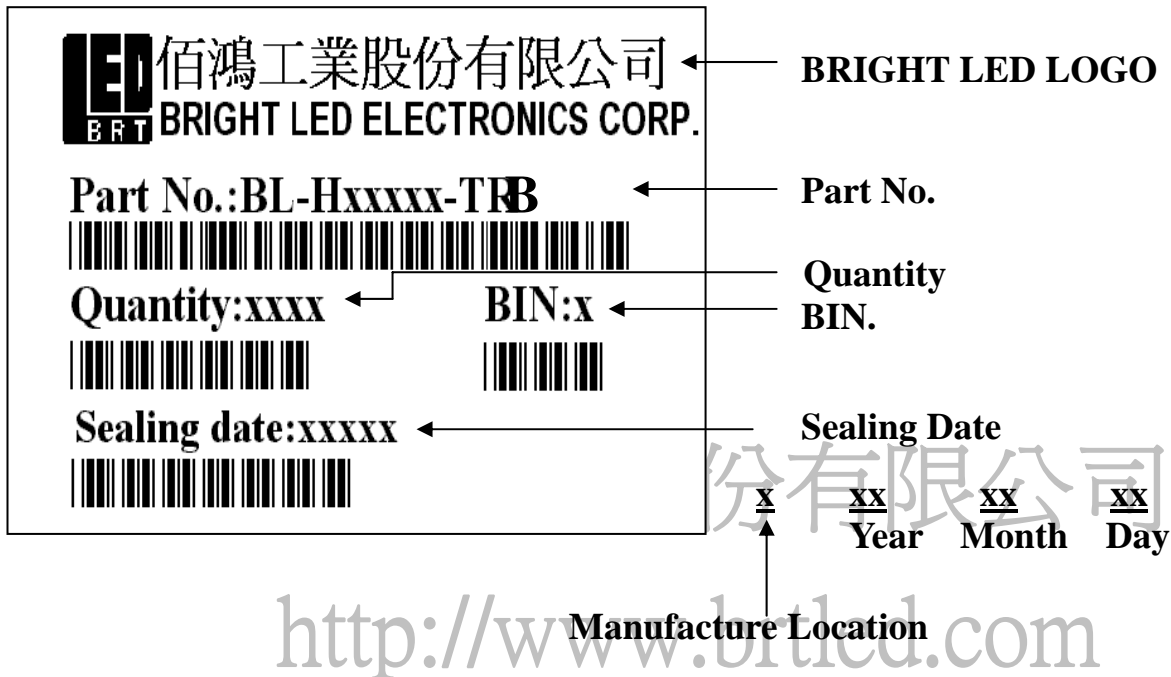 LED 佰鴻工業股份有限公司 BRIGHT LED LOGO
BRT BRIGHT LED ELECTRONICS CORP.
Part No.:BL-Hxxxxx-TRB Part No.
Quantity
Quantity:xxxx BIN:x BIN.
Sealing date:xxxxx Sealing Date
份有限公司
x xx xx xx
Year Month Day
Manufacture Location
http://www.brtled.com